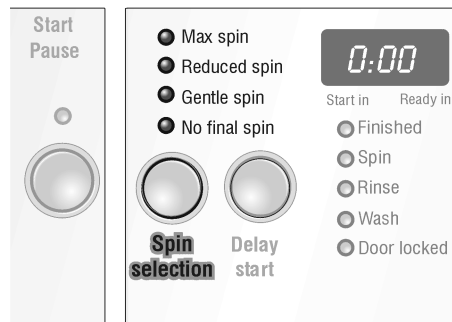 Start
Pause
Max spin
Reduced spin
Gentle spin
No final spin
Spin
selection
Delay
start
0:00
Start in
Ready in
Finished
Spin
Rinse
Wash
Door locked